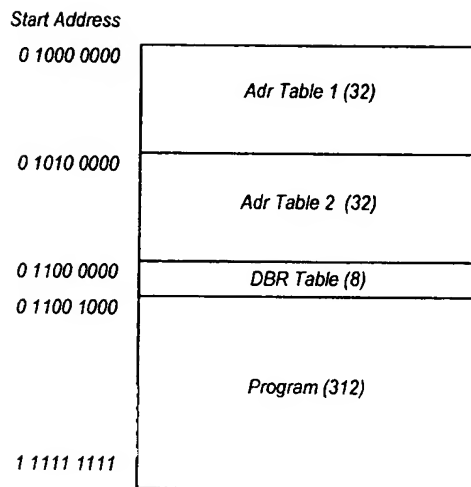 Start Address
0 1000 0000
Adr Table 1 (32)
0 1010 0000
Adr Table 2 (32)
0 1100 0000
DBR Table (8)
0 1100 1000
Program (312)
1 1111 1111